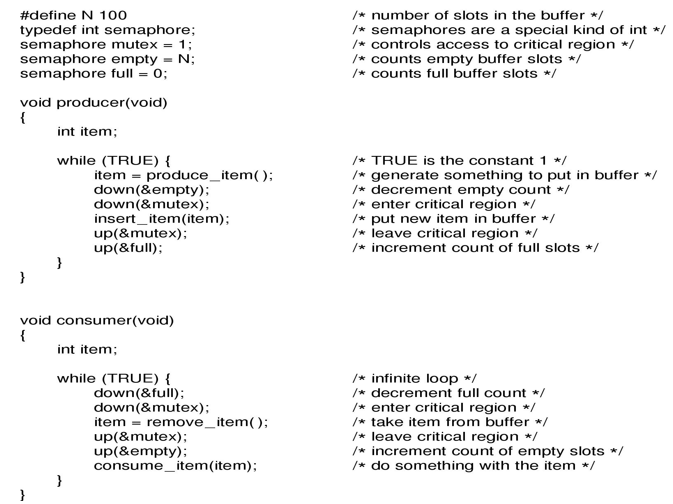 #define N 100 /* number of slots in the buffer */
typedef int semaphore; /* semaphores are a special kind of int */
semaphore mutex = 1; /* controls access to critical region */
semaphore empty = N; /* counts empty buffer slots */
semaphore full = 0; /* counts full buffer slots */
void producer(void)
{
int item;
while (TRUE) { /* TRUE is the constant 1 */
item = produce_item( ); /* generate something to put in buffer */
down(&empty); /* decrement empty count */
down(&mutex); /* enter critical region */
insert_item(item); /* put new item in buffer */
up(&mutex); /* leave critical region */
up(&full); /* increment count of full slots */
}
}
void consumer(void)
{
int item;
while (TRUE) { /* infinite loop */
down(&full); /* decrement full count */
down(&mutex); /* enter critical region */
item = remove_item( ); /* take item from buffer */
up(&mutex); /* leave critical region */
up(&empty); /* increment count of empty slots */
consume_item(item); /* do something with the item */
}
}